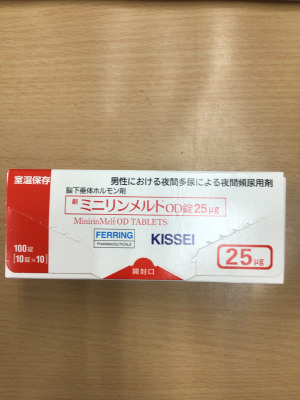 室温保存
男性における夜間多尿による夜間頻尿用剤
脳下垂体ホルモン剤
劇 ミニリンメルトOD錠25μg
MinirinMelt OD TABLETS
FERRING
PHARMACEUTICALS
KISSEI
100錠
[10錠×10]
開封口
25μg